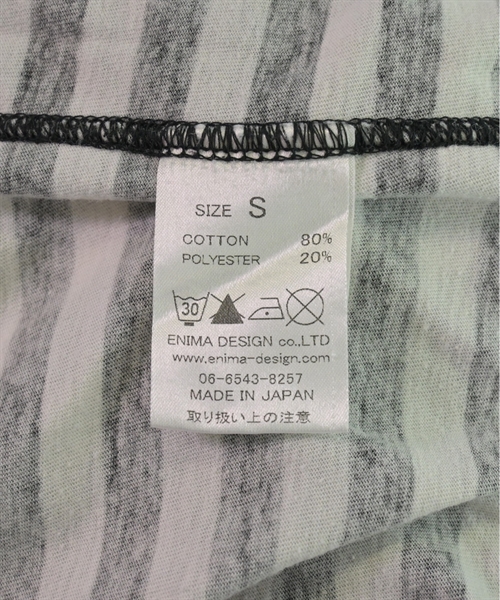 SIZE S
COTTON 80%
POLYESTER 20%
30
ENIMA DESIGN co.,LTD
www.enima-design.com
06-6543-8257
MADE IN JAPAN
取り扱い上の注意